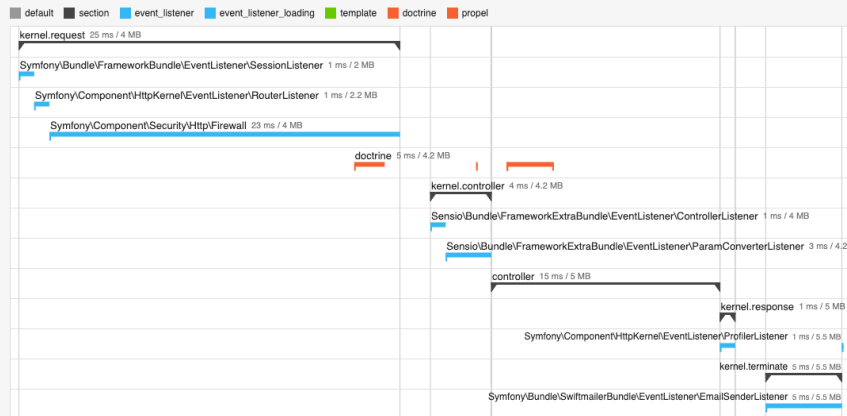 default section event_listener event_listener_loading template doctrine propel
kernel.request 25 ms / 4 MB
Symfony\Bundle\FrameworkBundle\EventListener\SessionListener 1 ms / 2 MB
Symfony\Component\HttpKernel\EventListener\RouterListener 1 ms / 2.2 MB
Symfony\Component\Security\Http\Firewall 23 ms / 4 MB
doctrine 5 ms / 4.2 MB
kernel.controller 4 ms / 4.2 MB
Sensio\Bundle\FrameworkExtraBundle\EventListener\ControllerListener 1 ms / 4 MB
Sensio\Bundle\FrameworkExtraBundle\EventListener\ParamConverterListener 3 ms / 4.2
controller 15 ms / 5 MB
kernel.response 1 ms / 5 MB
Symfony\Component\HttpKernel\EventListener\ProfilerListener 1 ms / 5.5 MB
kernel.terminate 5 ms / 5.5 MB
Symfony\Bundle\SwiftmailerBundle\EventListener\EmailSenderListener 5 ms / 5.5 MB